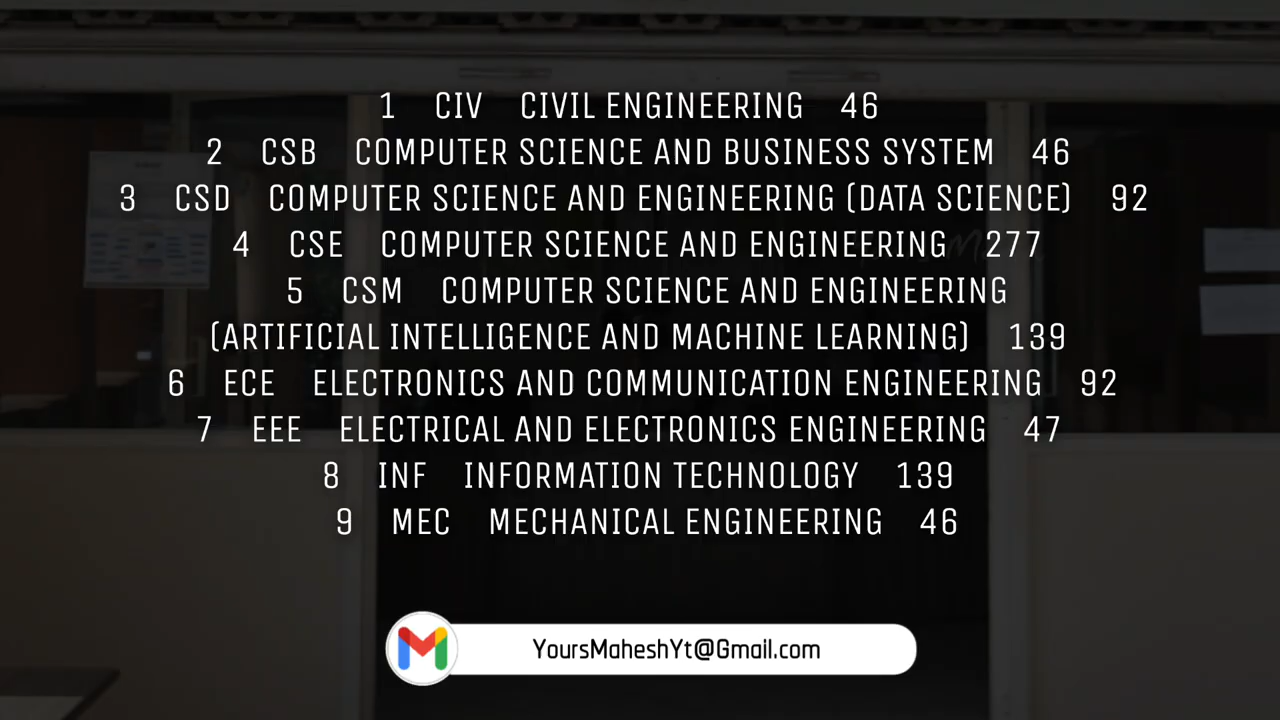 1 CIV CIVIL ENGINEERING 46
2 CSB COMPUTER SCIENCE AND BUSINESS SYSTEM 46
3 CSD COMPUTER SCIENCE AND ENGINEERING (DATA SCIENCE) 92
4 CSE COMPUTER SCIENCE AND ENGINEERING 277
5 CSM COMPUTER SCIENCE AND ENGINEERING
(ARTIFICIAL INTELLIGENCE AND MACHINE LEARNING) 139
6 ECE ELECTRONICS AND COMMUNICATION ENGINEERING 92
7 EEE ELECTRICAL AND ELECTRONICS ENGINEERING 47
8 INF INFORMATION TECHNOLOGY 139
9 MEC MECHANICAL ENGINEERING 46
YoursMaheshYt@Gmail.com